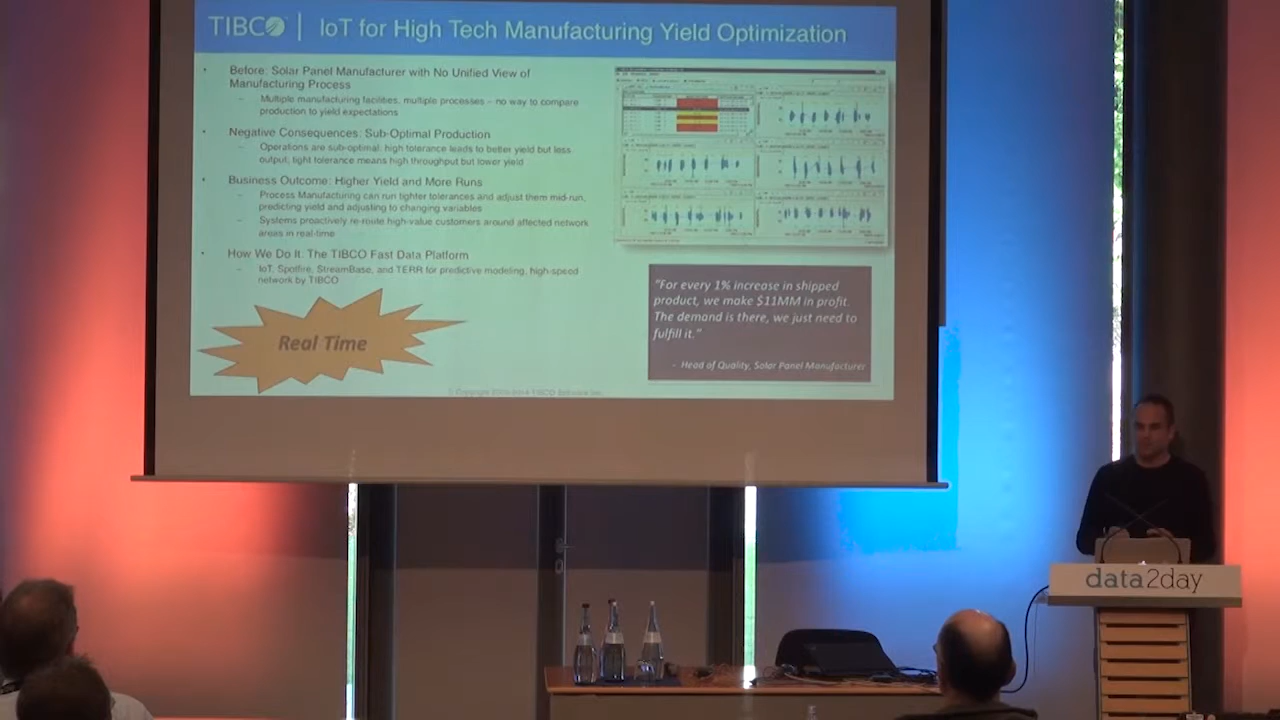 TIBCO | IoT for High Tech Manufacturing Yield Optimization
• Before: Solar Panel Manufacturer with No Unified View of
Manufacturing Process
– Multiple manufacturing facilities, multiple processes – no way to compare
production to yield expectations
• Negative Consequences: Sub-Optimal Production
– Operations are sub-optimal: high tolerance leads to better yield but less
output; tight tolerance means high throughput but lower yield
• Business Outcome: Higher Yield and More Runs
– Process Manufacturing can run tighter tolerances and adjust them mid-run,
predicting yield and adjusting to changing variables
– Systems proactively re-route high-value customers around affected network
areas in real-time
• How We Do It: The TIBCO Fast Data Platform
– IoT, Spotfire, StreamBase, and TERR for predictive modeling, high-speed
network by TIBCO
Real Time
"For every 1% increase in shipped
product, we make $11MM in profit.
The demand is there, we just need to
fulfill it."
- Head of Quality, Solar Panel Manufacturer
© Copyright TIBCO Software Inc.
data2day